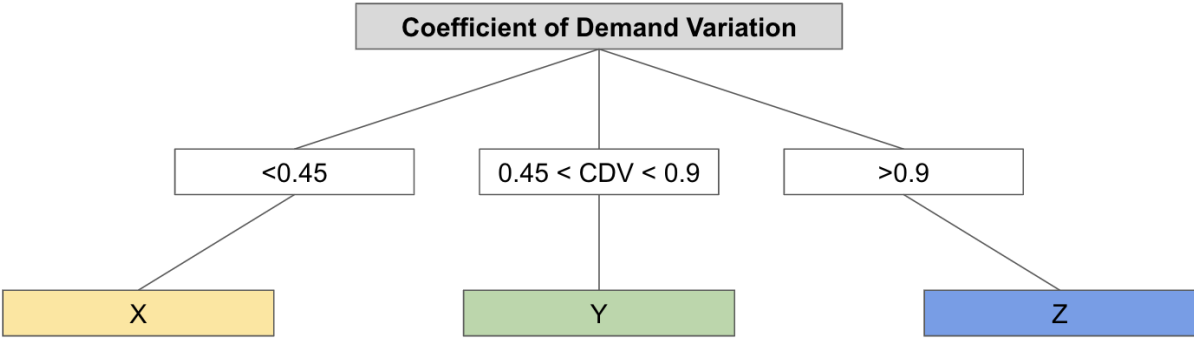 Coefficient of Demand Variation
<0.45
0.45 < CDV < 0.9
>0.9
X
Y
Z